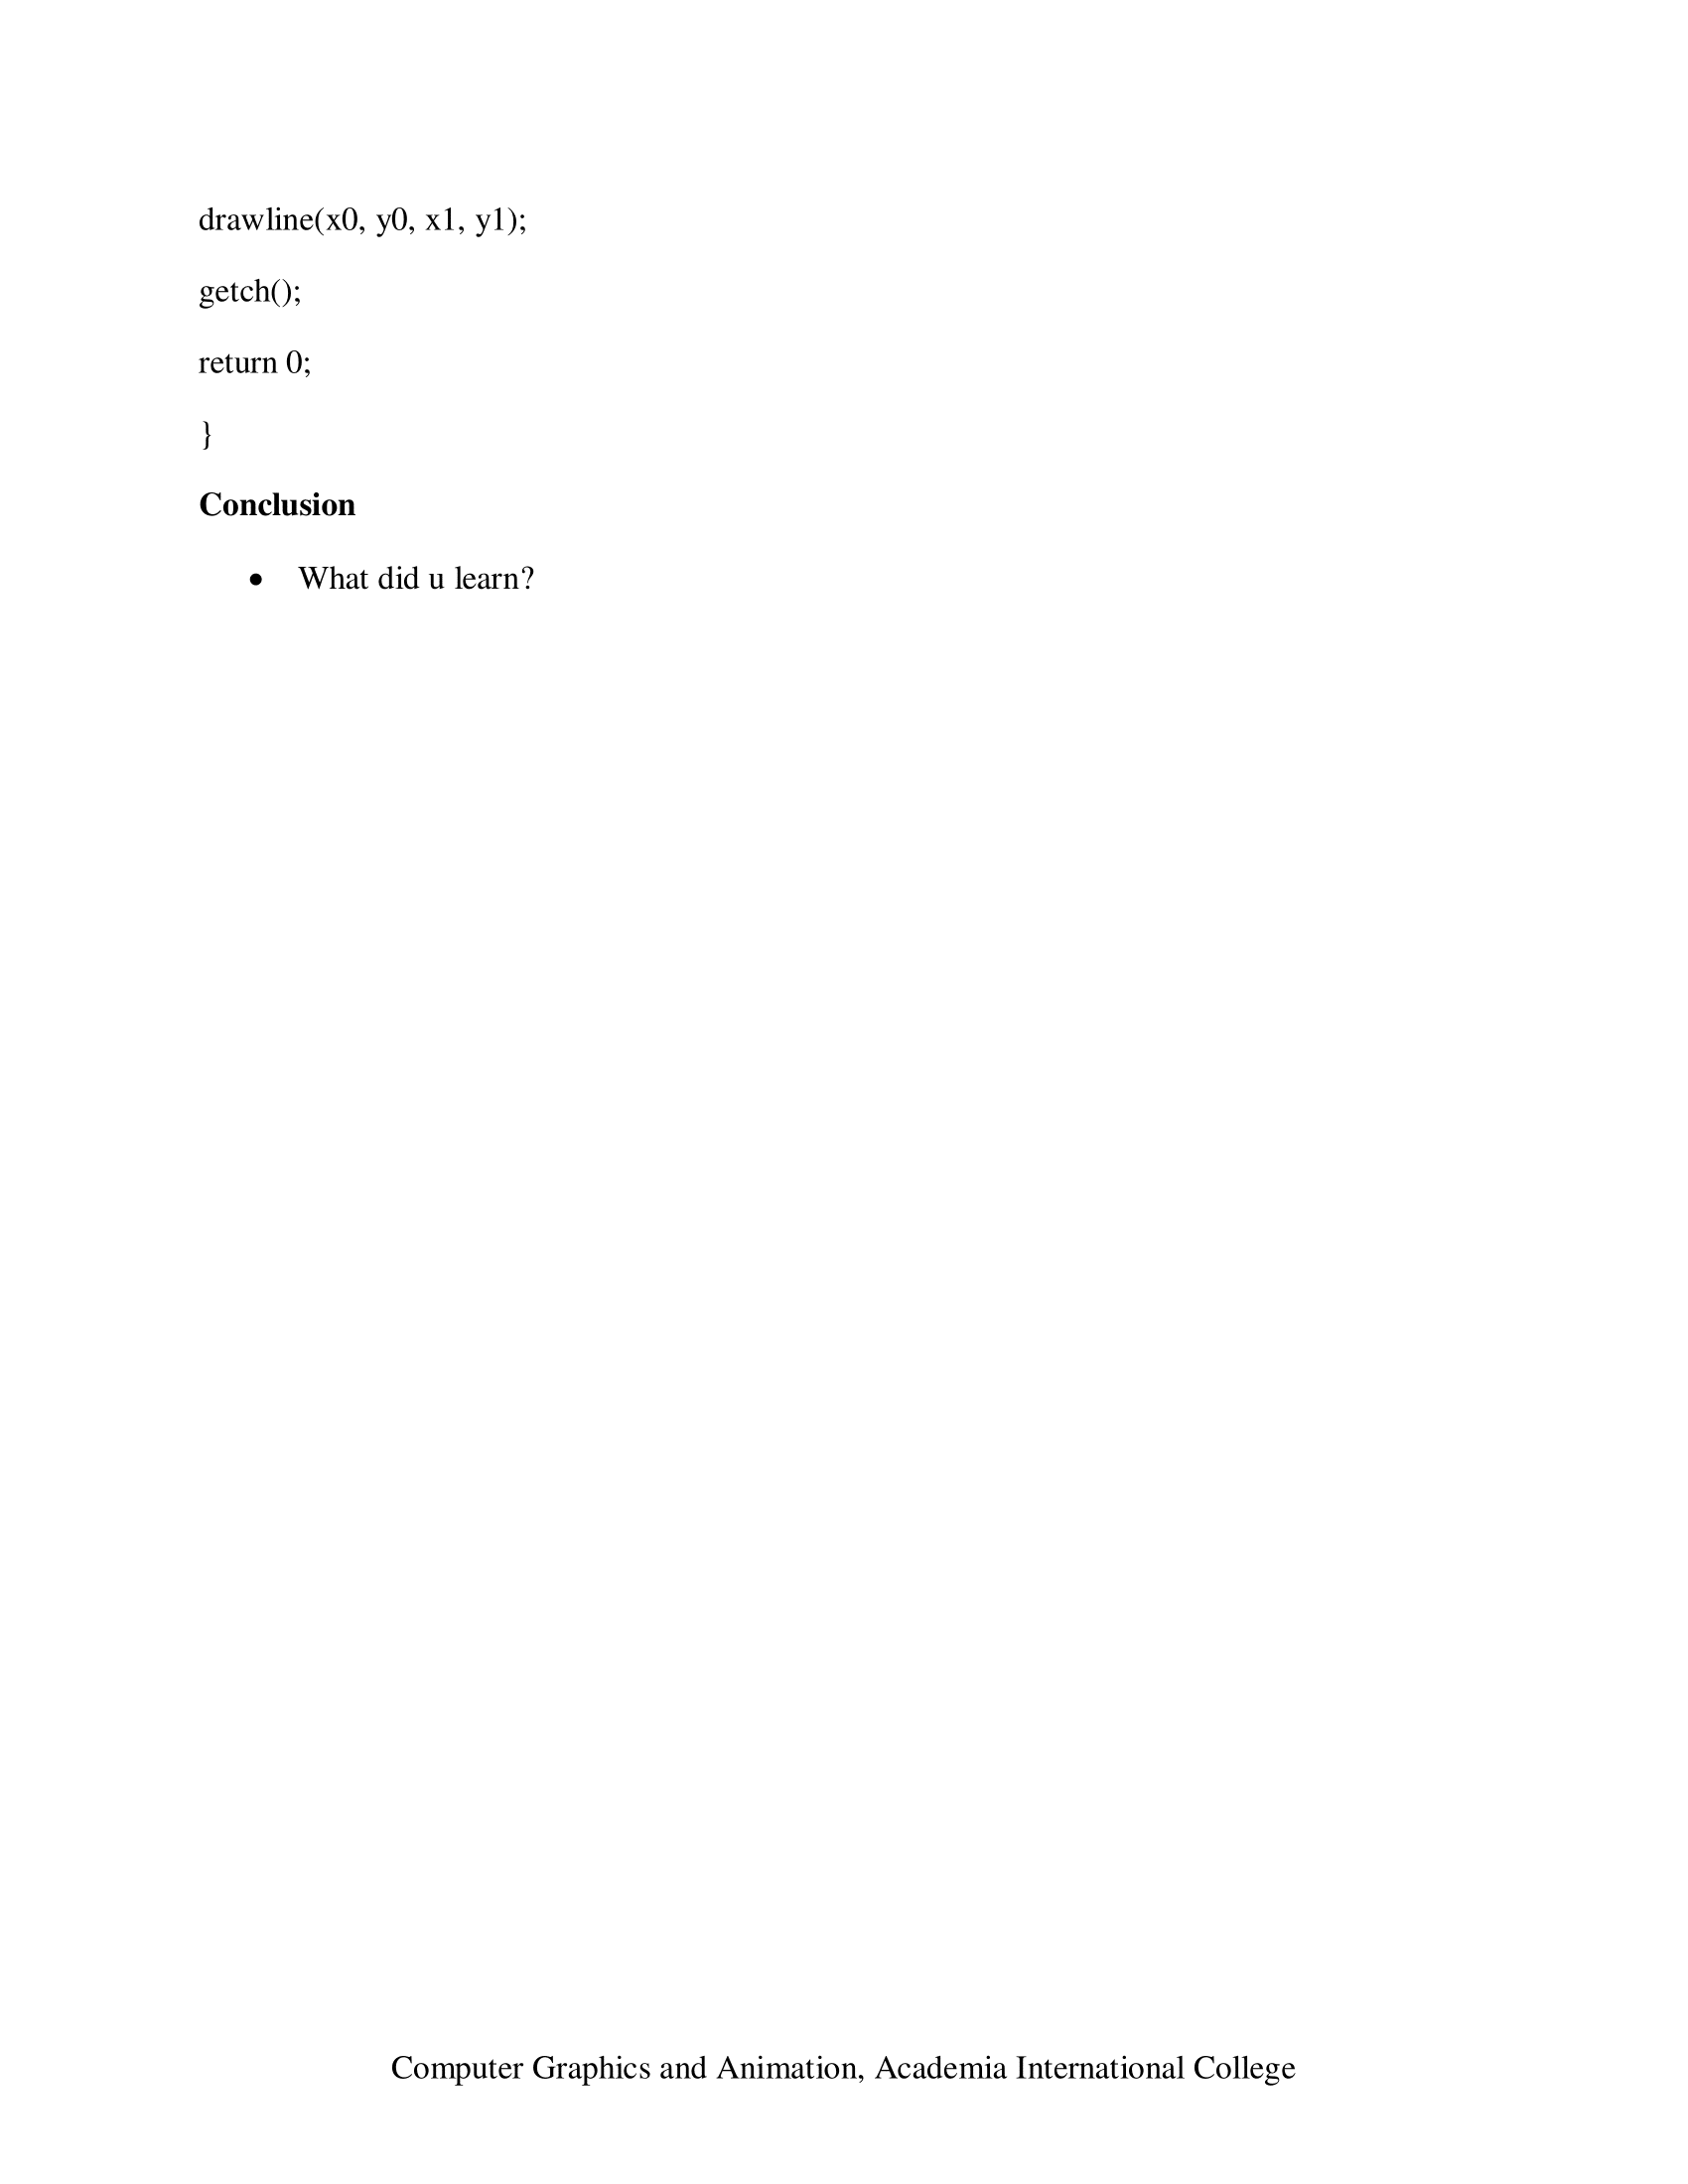 drawline(x0, y0, x1, y1);
getch();
return 0;
}
Conclusion
• What did u learn?
Computer Graphics and Animation, Academia International College